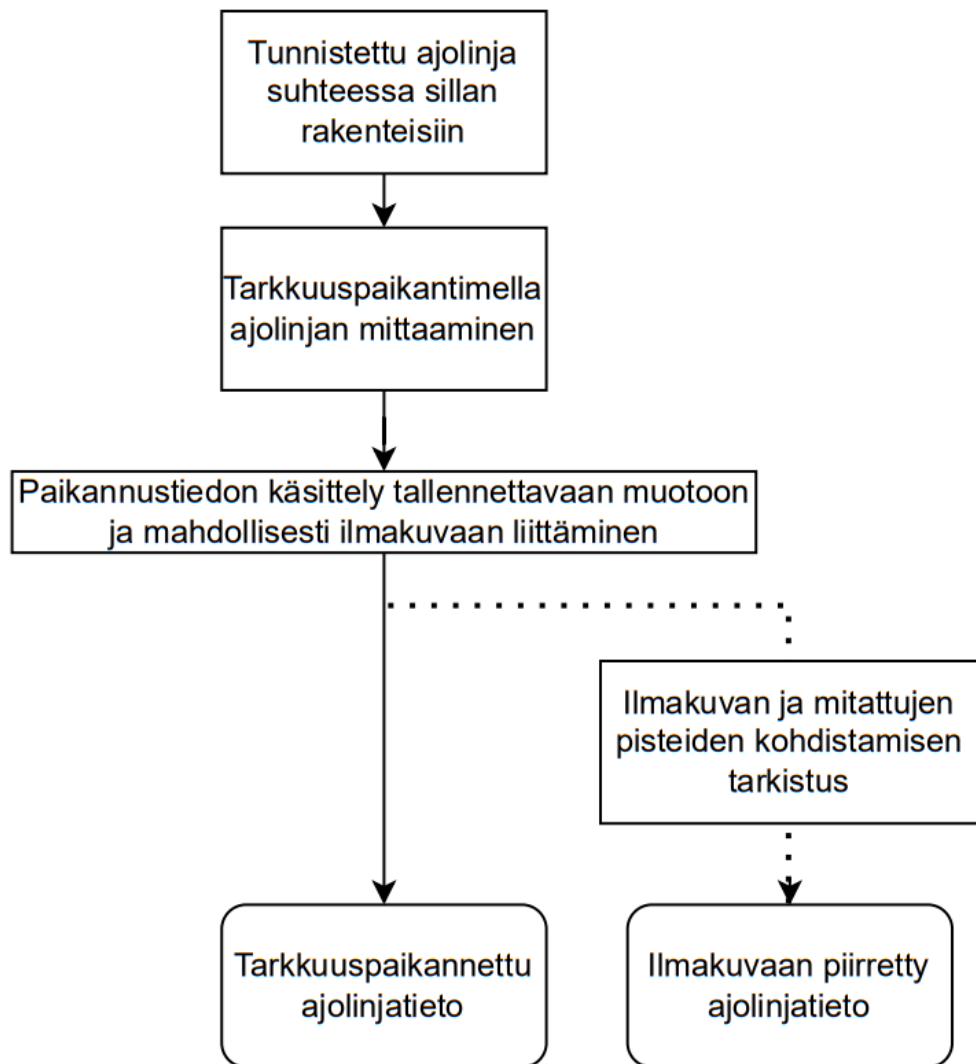 Tunnistettu ajolinja
suhteessa sillan
rakenteisiin
Tarkkuuspaikantimella
ajolinjan mittaaminen
Paikannustiedon käsittely tallennettavaan muotoon
ja mahdollisesti ilmakuvaan liittäminen
Ilmakuvan ja mitattujen
pisteiden kohdistamisen
tarkistus
Tarkkuuspaikannettu
ajolinjatieto
Ilmakuvaan piirretty
ajolinjatieto